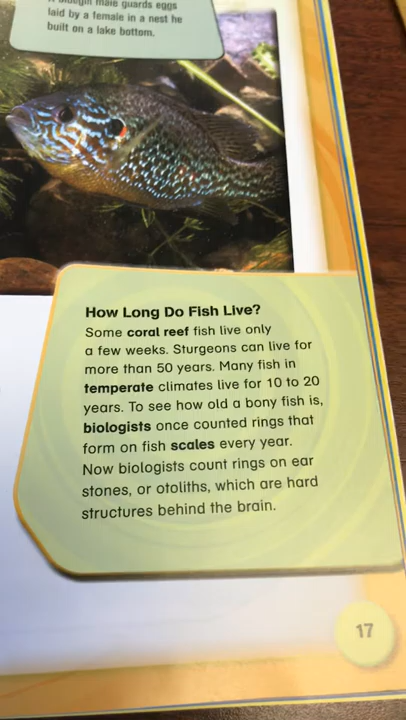 A bluegill male guards eggs
laid by a female in a nest he
built on a lake bottom.
How Long Do Fish Live?
Some coral reef fish live only
a few weeks. Sturgeons can live for
more than 50 years. Many fish in
temperate climates live for 10 to 20
years. To see how old a bony fish is,
biologists once counted rings that
form on fish scales every year.
Now biologists count rings on ear
stones, or otoliths, which are hard
structures behind the brain.
17